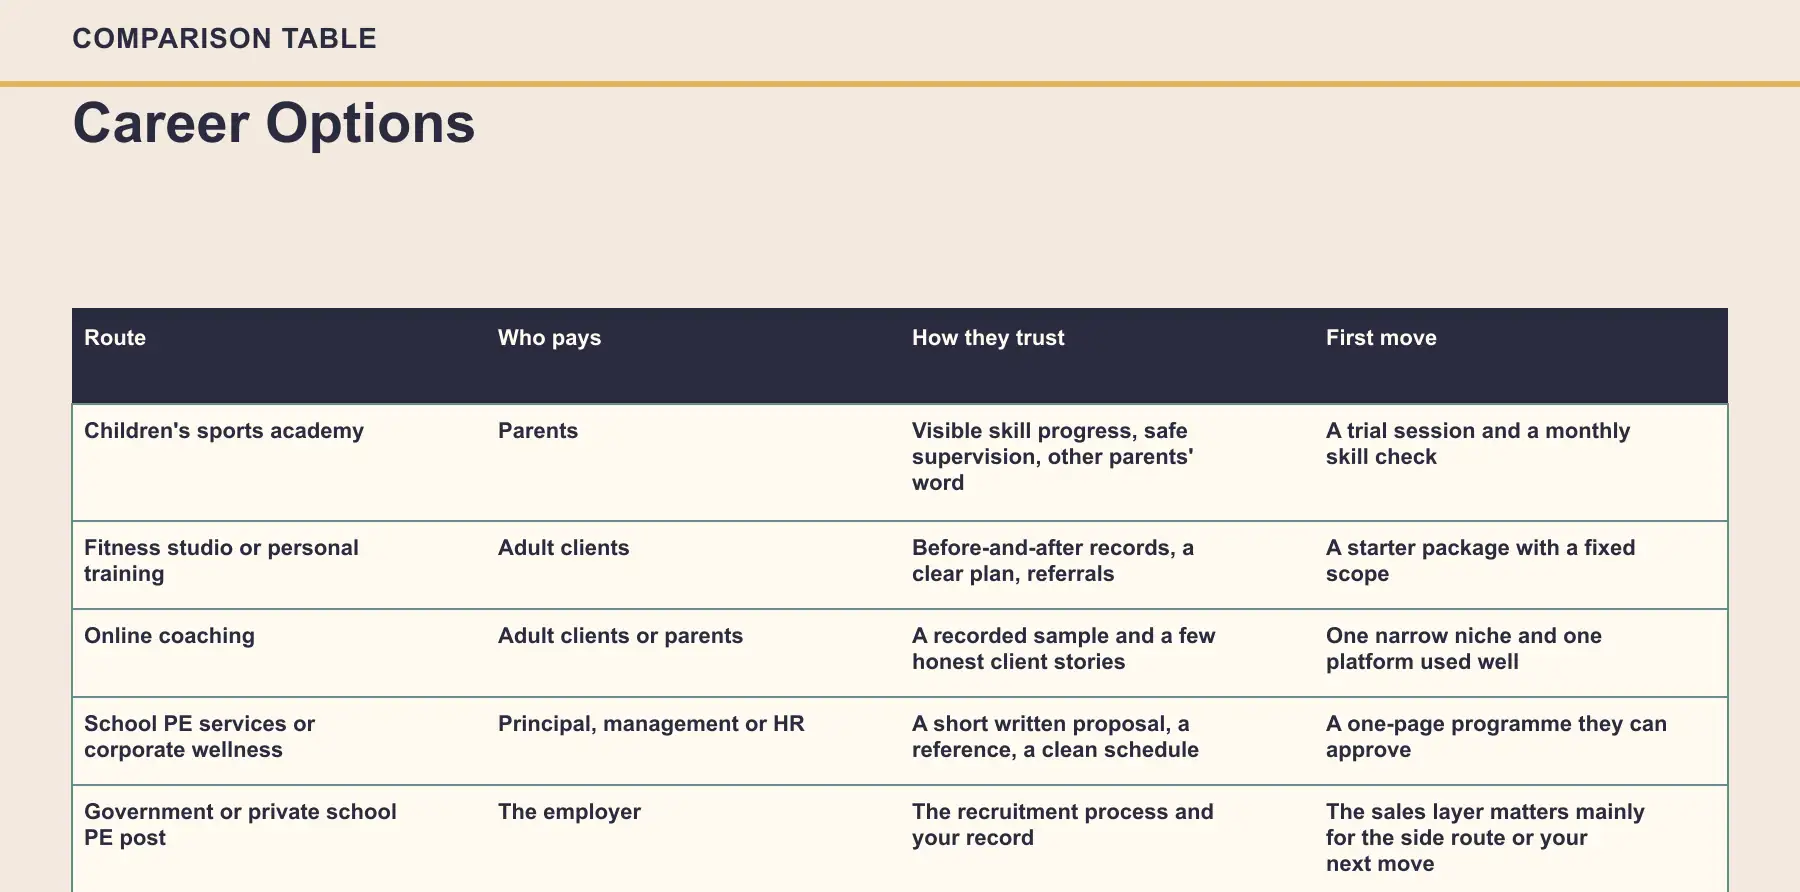 COMPARISON TABLE
Career Options
Route
Who pays
How they trust
First move
Children's sports academy
Parents
Visible skill progress, safe
supervision, other parents'
word
A trial session and a monthly
skill check
Fitness studio or personal
training
Adult clients
Before-and-after records, a
clear plan, referrals
A starter package with a fixed
scope
Online coaching
Adult clients or parents
A recorded sample and a few
honest client stories
One narrow niche and one
platform used well
School PE services or
corporate wellness
Principal, management or HR
A short written proposal, a
reference, a clean schedule
A one-page programme they can
approve
Government or private school
PE post
The employer
The recruitment process and
your record
The sales layer matters mainly
for the side route or your
next move